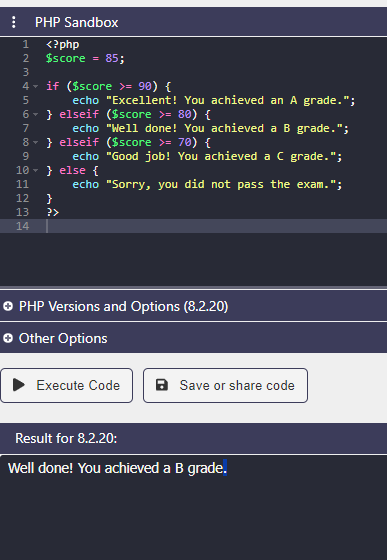 PHP Sandbox
1 <?php
2 $score = 85;
3
4 if ($score >= 90) {
5     echo "Excellent! You achieved an A grade.";
6 } elseif ($score >= 80) {
7     echo "Well done! You achieved a B grade.";
8 } elseif ($score >= 70) {
9     echo "Good job! You achieved a C grade.";
10 } else {
11     echo "Sorry, you did not pass the exam.";
12 }
13 ?>
14
PHP Versions and Options (8.2.20)
Other Options
Execute Code Save or share code
Result for 8.2.20:
Well done! You achieved a B grade.